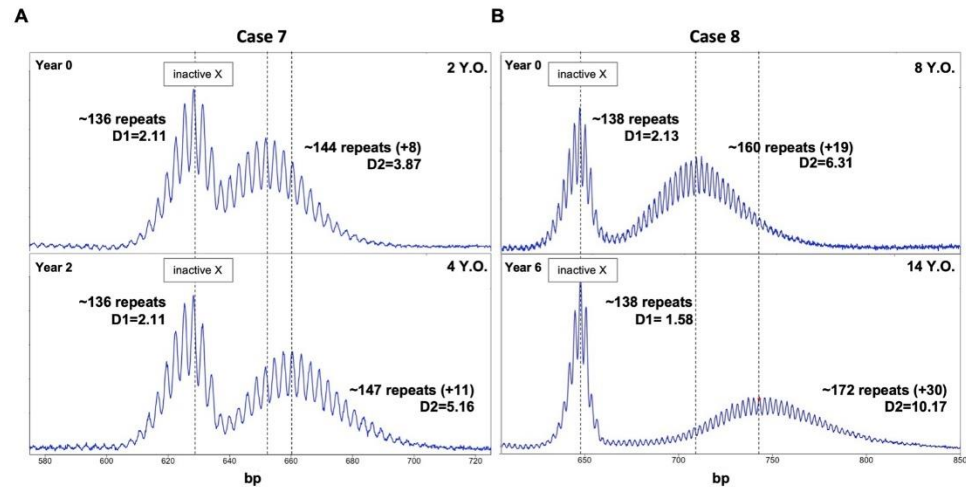 A
Case 7
Year 0
inactive X
2 Y.O.
~136 repeats
D1=2.11
~144 repeats (+8)
D2=3.87
Year 2
inactive X
4 Y.O.
~136 repeats
D1=2.11
~147 repeats (+11)
D2=5.16
580 600 620 640 660 680 700 720
bp
B
Case 8
Year 0
inactive X
8 Y.O.
~138 repeats
D1=2.13
~160 repeats (+19)
D2=6.31
Year 6
inactive X
14 Y.O.
~138 repeats
D1= 1.58
~172 repeats (+30)
D2=10.17
650 700 750 800 850
bp